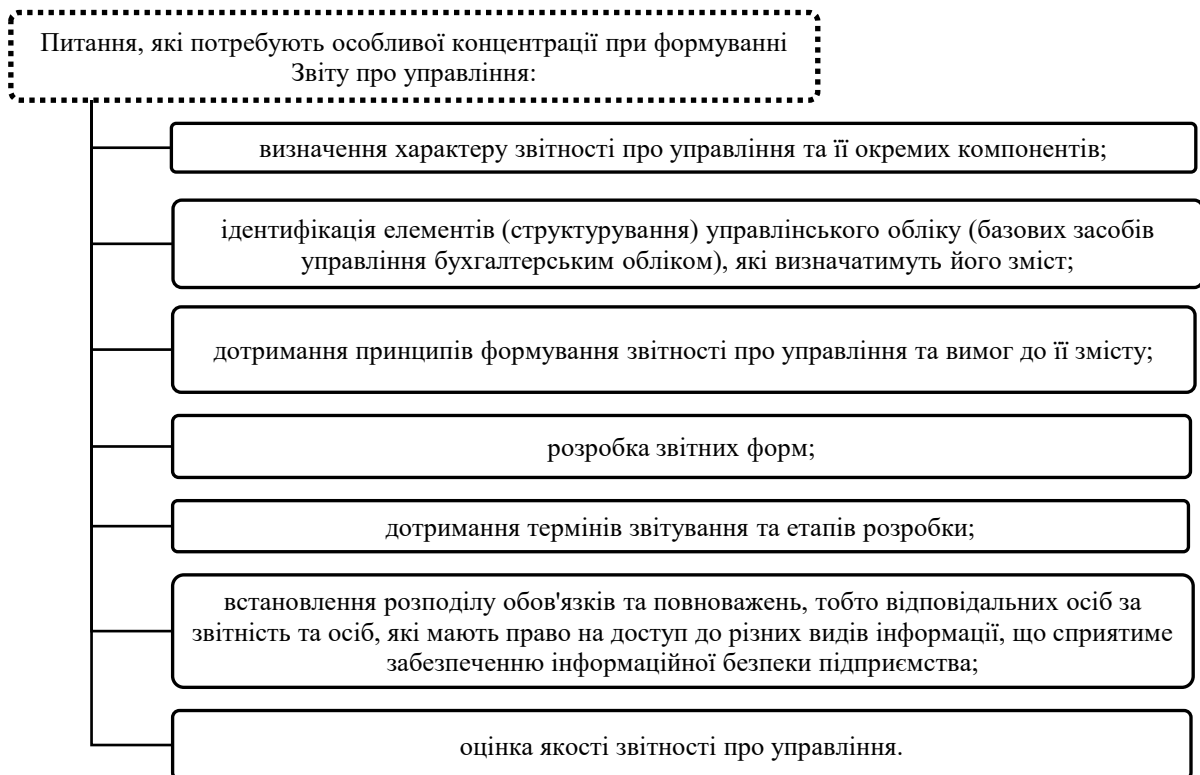 Питання, які потребують особливої концентрації при формуванні
Звіту про управління:
визначення характеру звітності про управління та її окремих компонентів;
ідентифікація елементів (структурування) управлінського обліку (базових засобів
управління бухгалтерським обліком), які визначатимуть його зміст;
дотримання принципів формування звітності про управління та вимог до її змісту;
розробка звітних форм;
дотримання термінів звітування та етапів розробки;
встановлення розподілу обов'язків та повноважень, тобто відповідальних осіб за
звітність та осіб, які мають право на доступ до різних видів інформації, що сприятиме
забезпеченню інформаційної безпеки підприємства;
оцінка якості звітності про управління.